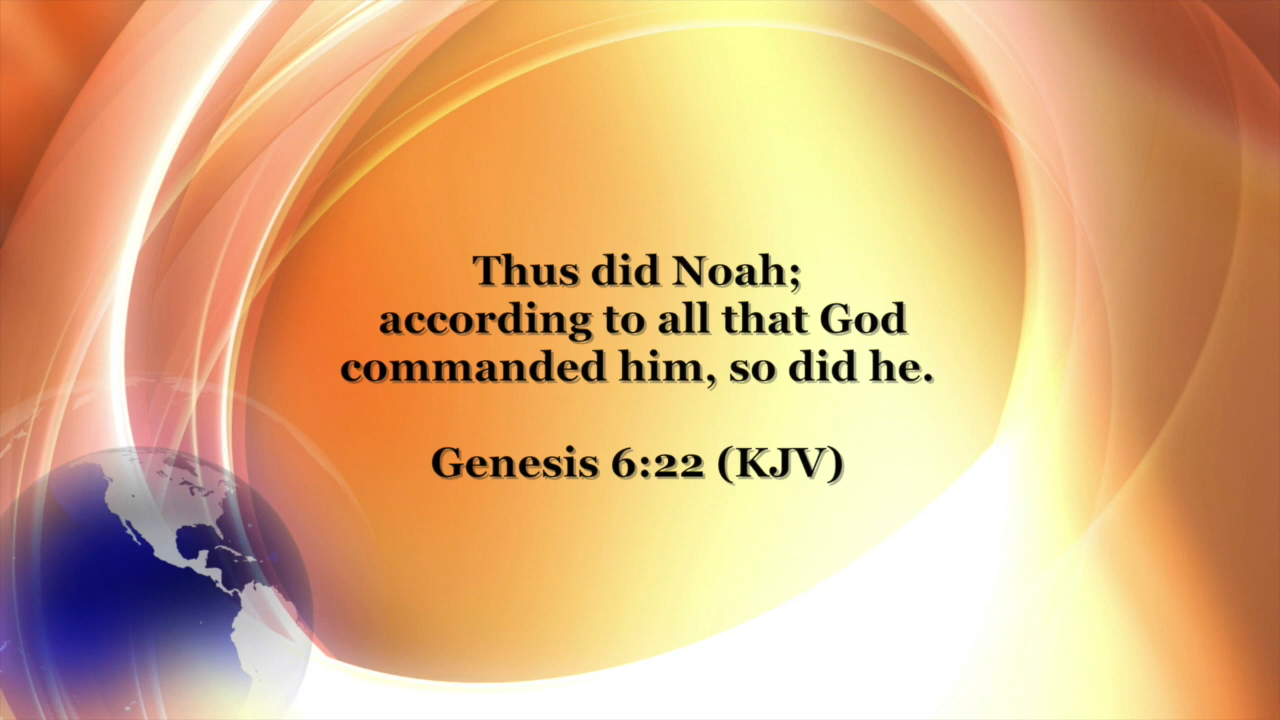 Thus did Noah;
according to all that God
commanded him, so did he.
Genesis 6:22 (KJV)